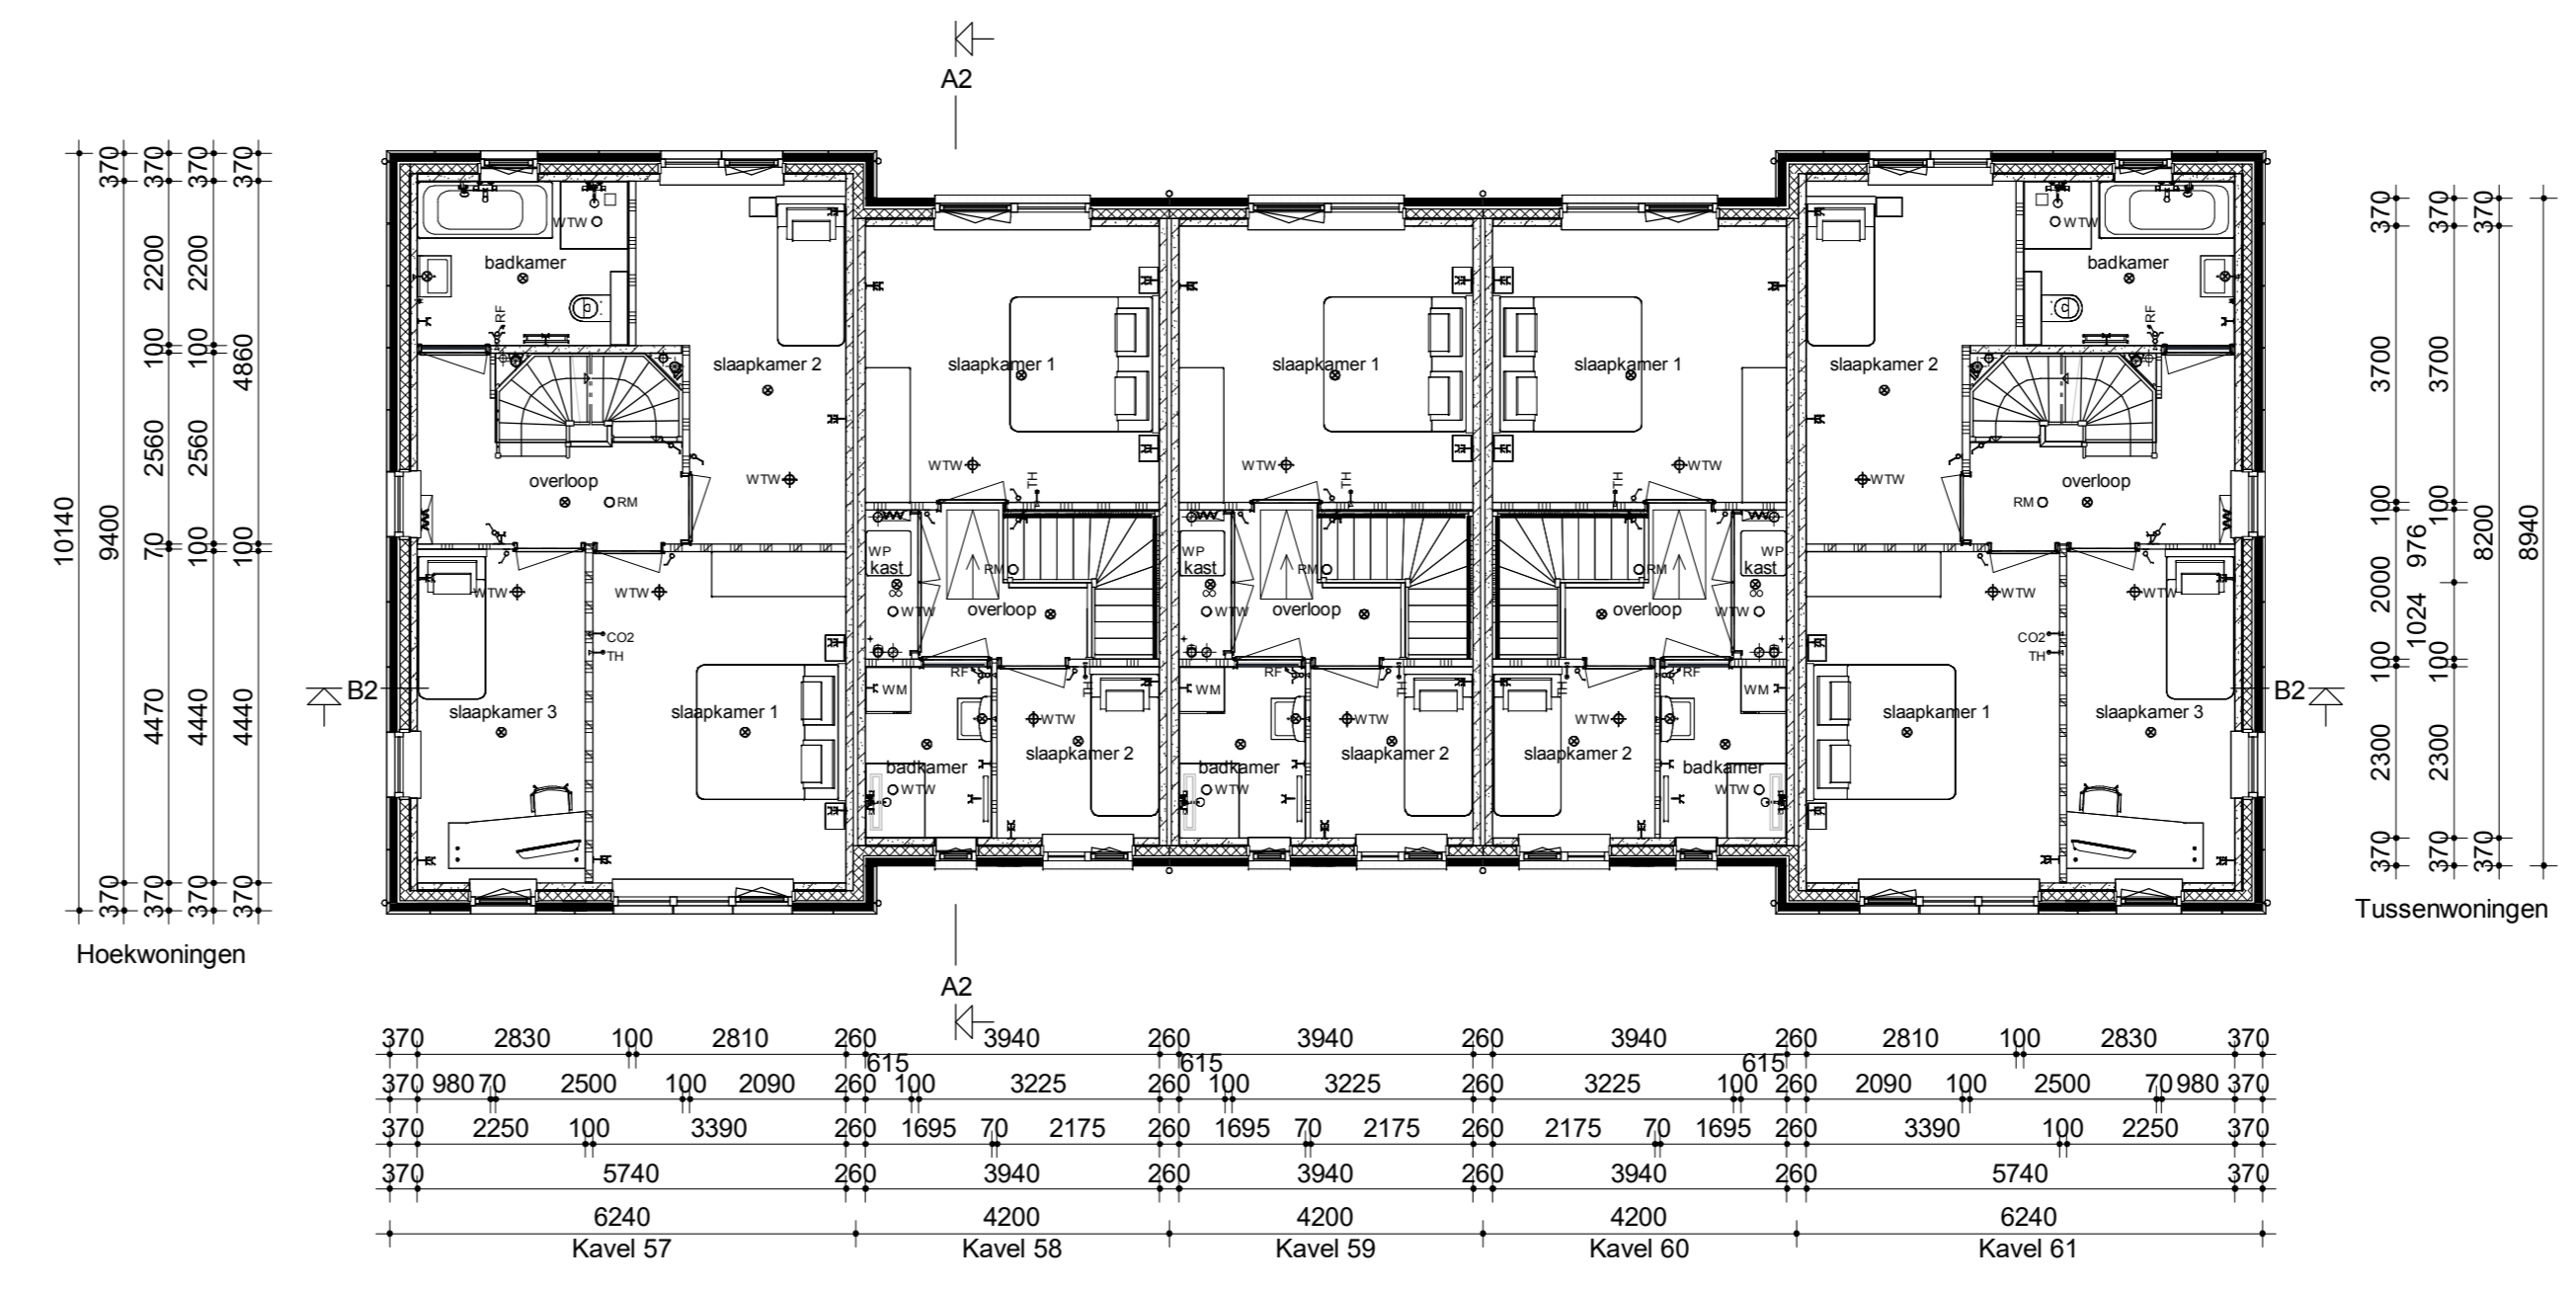 A2
370 370 370 370
10140
9400
2200 100 2560 70 4470
2200 100 2560 100 4440
4860 100 4440
370 370 370 370
Hoekwoningen
badkamer
WTW
RF
slaapkamer 2
WTW
overloop
RM
WTW
WTW
CO2
TH
B2
slaapkamer 3
slaapkamer 1
slaapkamer 1
WTW
TH
WP
kast
RM
WTW
overloop
RF
WM
TH
WTW
slaapkamer 2
badkamer
WTW
slaapkamer 1
WTW
TH
WP
kast
RM
WTW
overloop
RF
WM
TH
WTW
slaapkamer 2
badkamer
WTW
slaapkamer 1
WTW
TH
WP
kast
RM
WTW
overloop
RF
WM
TH
WTW
slaapkamer 2
badkamer
WTW
badkamer
WTW
RF
slaapkamer 2
WTW
overloop
RM
WTW
WTW
CO2
TH
slaapkamer 1
slaapkamer 3
B2
370 370 370
3700 100 2000 100 2300
3700 100 976 1024 100 2300
8200
8940
370 370 370
Tussenwoningen
A2
370 2830 100 2810 260 3940 260 3940 260 3940 260 2810 100 2830 370
615 615 615
370 980 70 2500 100 2090 260 100 3225 260 100 3225 260 3225 100 260 2090 100 2500 70 980 370
370 2250 100 3390 260 1695 70 2175 260 1695 70 2175 260 2175 70 1695 260 3390 100 2250 370
370 5740 260 3940 260 3940 260 3940 260 5740 370
6240 4200 4200 4200 6240
Kavel 57 Kavel 58 Kavel 59 Kavel 60 Kavel 61